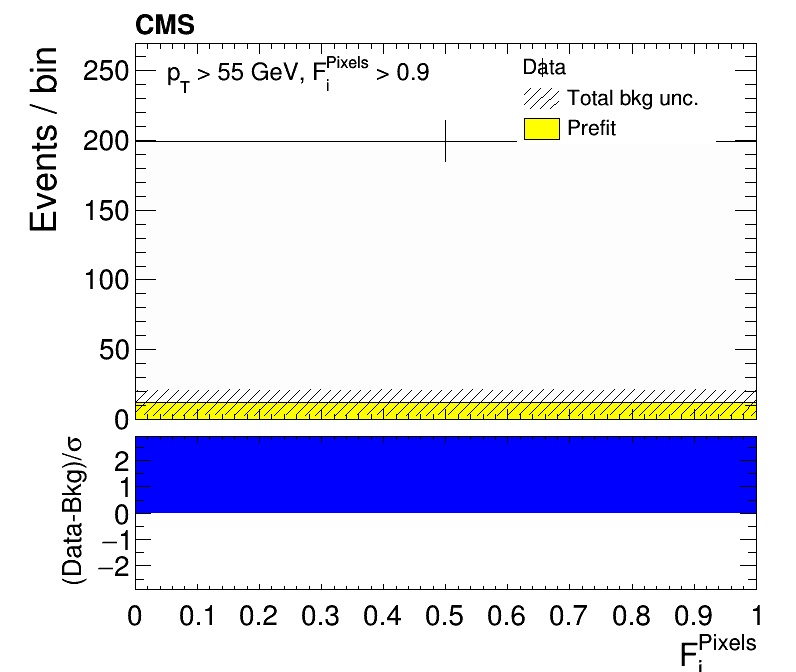 CMS
p_T > 55 GeV, F_i^Pixels > 0.9
Data
Total bkg unc.
Prefit
Events / bin
250
200
150
100
50
0
(Data-Bkg)/σ
2
1
0
−1
−2
0 0.1 0.2 0.3 0.4 0.5 0.6 0.7 0.8 0.9 1
F_i^Pixels